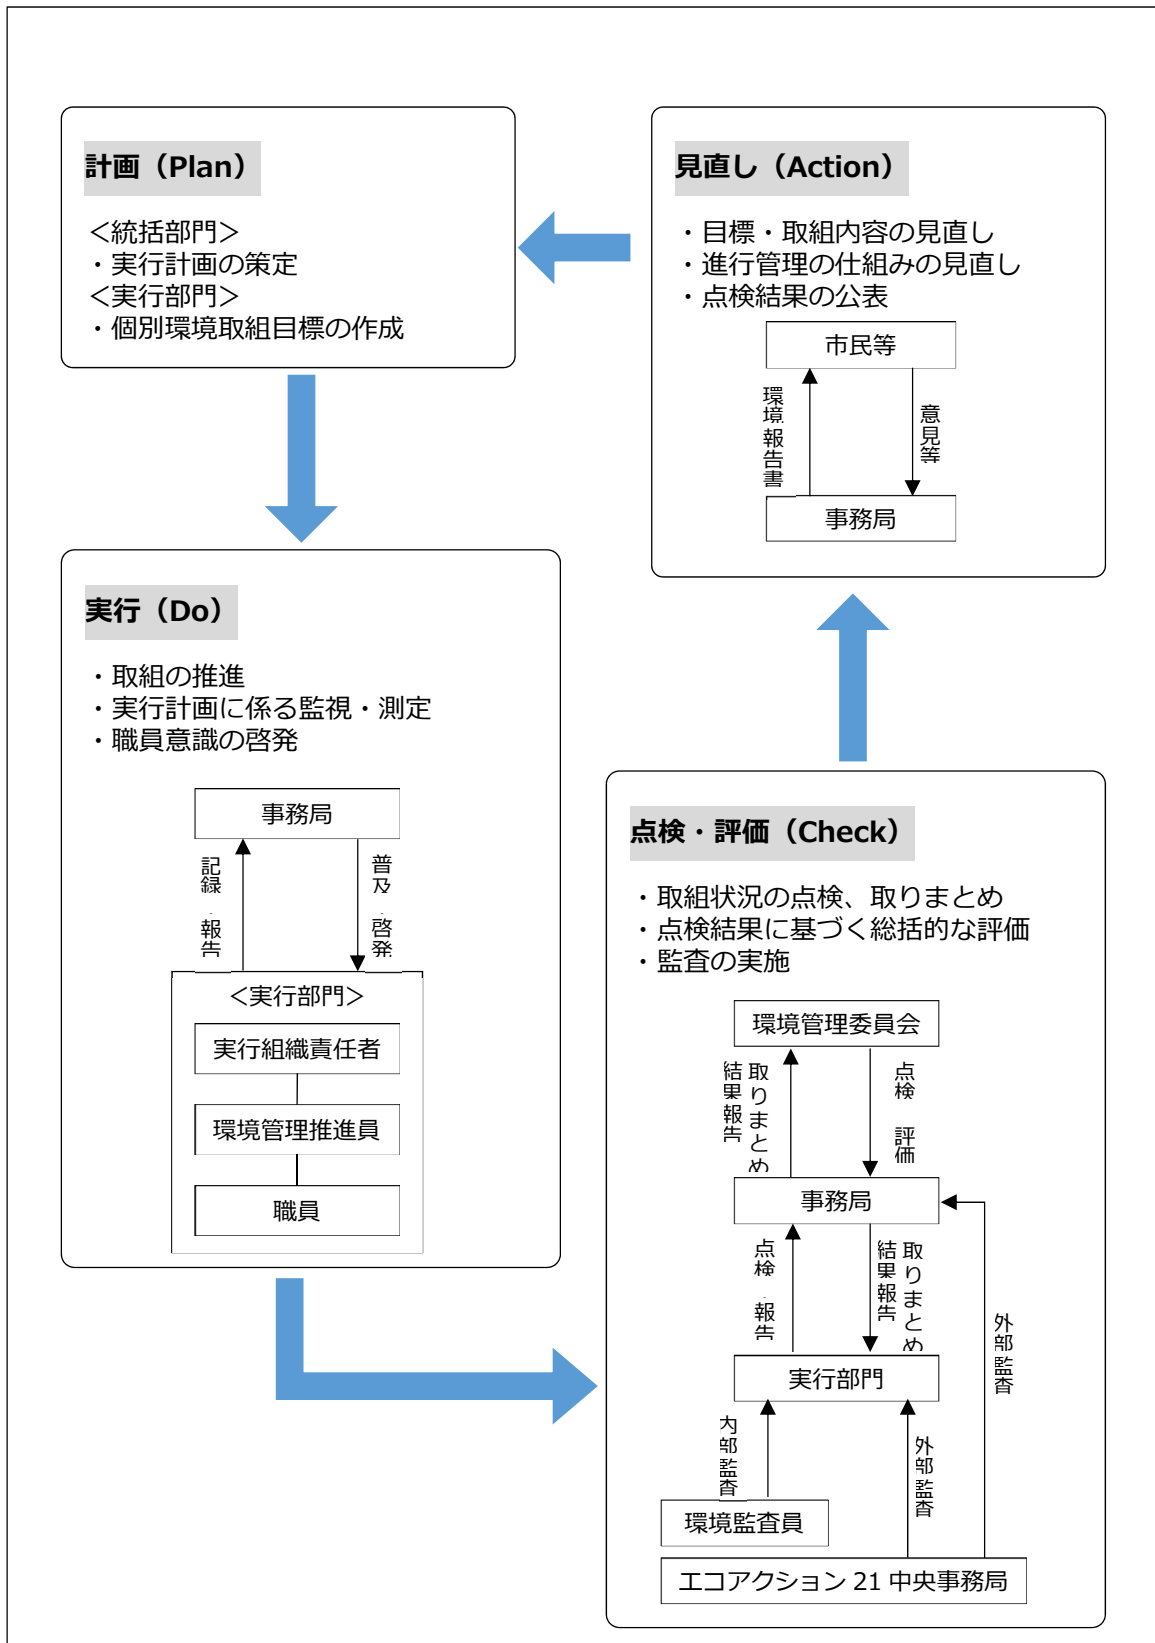 計画（Plan）
＜統括部門＞
・実行計画の策定
＜実行部門＞
・個別環境取組目標の作成
見直し（Action）
・目標・取組内容の見直し
・進行管理の仕組みの見直し
・点検結果の公表
市民等
環境報告書
意見等
事務局
実行（Do）
・取組の推進
・実行計画に係る監視・測定
・職員意識の啓発
事務局
記録・報告
普及・啓発
＜実行部門＞
実行組織責任者
環境管理推進員
職員
点検・評価（Check）
・取組状況の点検、取りまとめ
・点検結果に基づく総括的な評価
・監査の実施
環境管理委員会
取りまとめ
結果報告
点検・評価
事務局
点検・報告
取りまとめ
結果報告
外部監査
実行部門
内部監査
外部監査
環境監査員
エコアクション 21 中央事務局